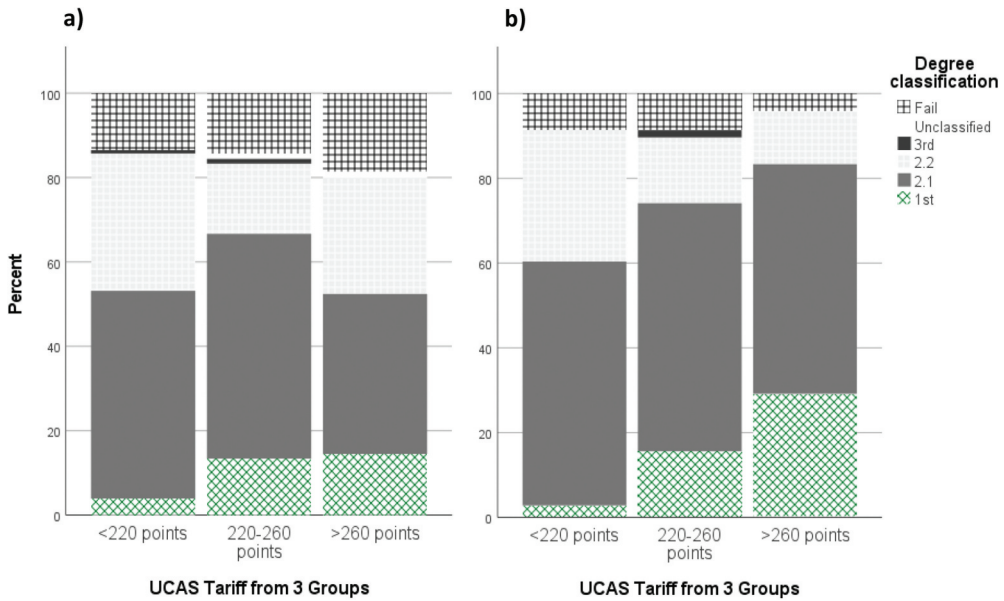 a)
Percent
100
80
60
40
20
0
<220 points
220-260
points
>260 points
UCAS Tariff from 3 Groups
b)
100
80
60
40
20
0
<220 points
220-260
points
>260 points
UCAS Tariff from 3 Groups
Degree
classification
Fail
Unclassified
3rd
2.2
2.1
1st